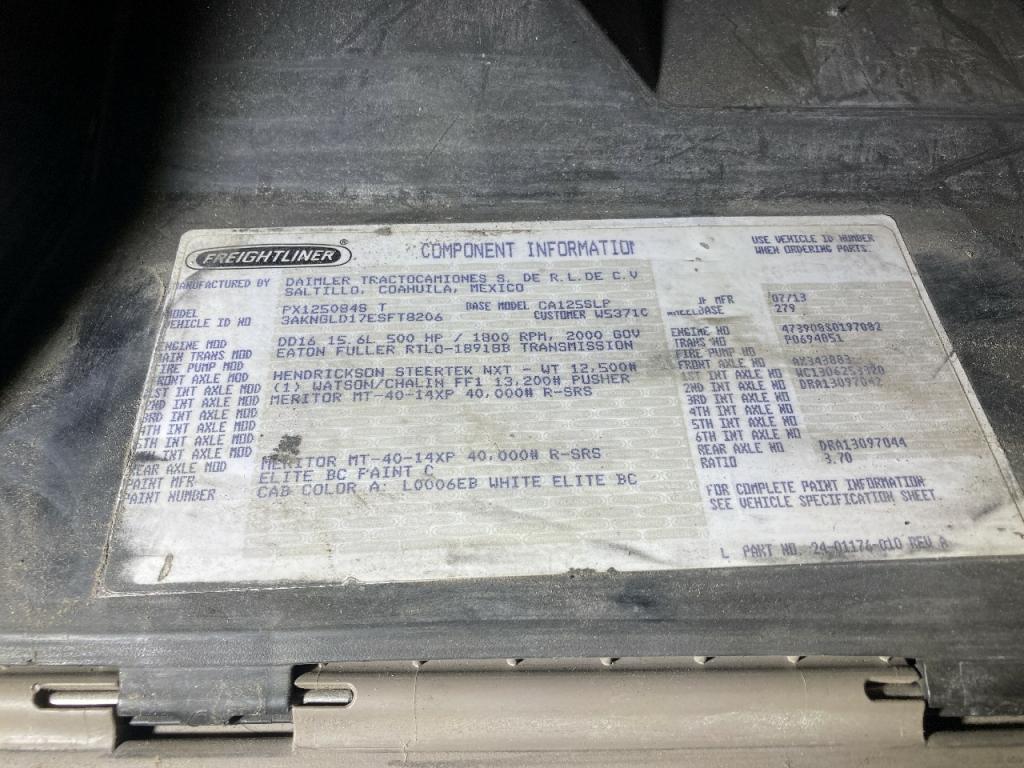 FREIGHTLINER ® COMPONENT INFORMATION USE VEHICLE ID NUMBER
WHEN ORDERING PARTS.
MANUFACTURED BY DAIMLER TRACTOCAMIONES S. DE R.L.DE C.V
SALTILLO, COAHUILA, MEXICO
MODEL PX125084S T BASE MODEL CA125SLP MFR 07/13
VEHICLE ID NO 3AKNGLD17ESFT8206 CUSTOMER W5371C WHEELBASE 279
ENGINE MOD DD16 15.6L 500 HP / 1800 RPM, 2000 GOV ENGINE NO 473908S0197082
MAIN TRANS MOD EATON FULLER RTLO-18918B TRANSMISSION TRANS NO P0694051
FIRE PUMP MOD FIRE PUMP NO
FRONT AXLE MOD HENDRICKSON STEERTEK NXT - WT 12,500# FRONT AXLE NO AX343883
1ST INT AXLE MOD (1) WATSON/CHALIN FF1 13,200# PUSHER 1ST INT AXLE NO
2ND INT AXLE MOD MERITOR MT-40-14XP 40,000# R-SRS 2ND INT AXLE NO DRA13097042
3RD INT AXLE MOD 3RD INT AXLE NO
4TH INT AXLE MOD 4TH INT AXLE NO
5TH INT AXLE MOD 5TH INT AXLE NO
6TH INT AXLE MOD 6TH INT AXLE NO
REAR AXLE MOD MERITOR MT-40-14XP 40,000# R-SRS REAR AXLE NO DRA13097044
PAINT MFR ELITE BC PAINT C RATIO 3.70
PAINT NUMBER CAB COLOR A: L0006EB WHITE ELITE BC
FOR COMPLETE PAINT INFORMATION
SEE VEHICLE SPECIFICATION SHEET.
PART NO. 24-01176-010 REV A